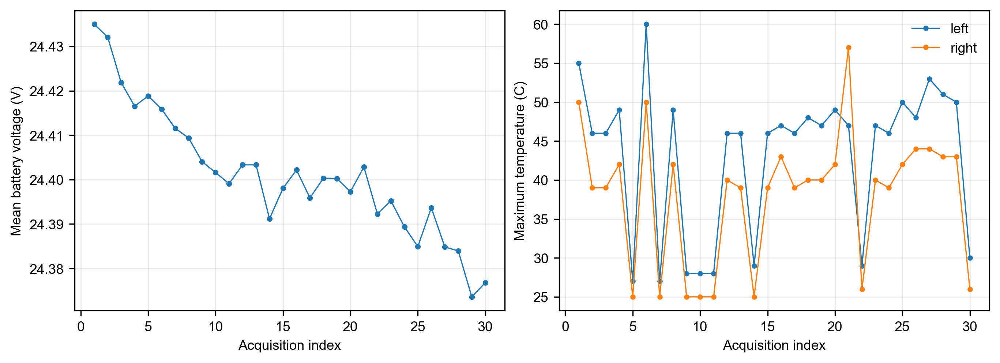 Mean battery voltage (V)
24.43
24.42
24.41
24.40
24.39
24.38
0 5 10 15 20 25 30
Acquisition index
Maximum temperature (C)
60
55
50
45
40
35
30
25
left
right
0 5 10 15 20 25 30
Acquisition index